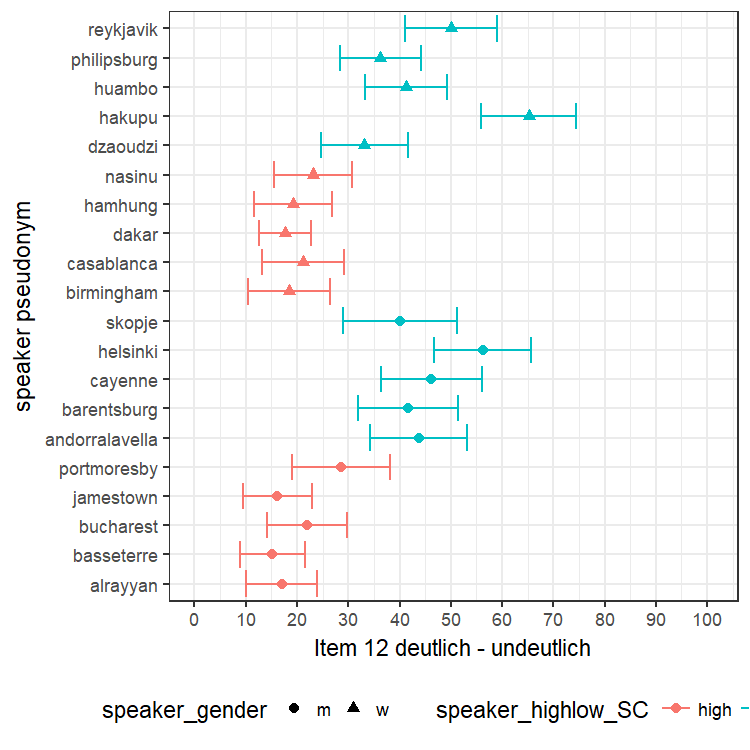 reykjavik
philipsburg
huambo
hakupu
dzaoudzi
nasinu
hamhung
dakar
casablanca
birmingham
skopje
helsinki
cayenne
barentsburg
andorralavella
portmoresby
jamestown
bucharest
basseterre
alrayyan
speaker pseudonym
0 10 20 30 40 50 60 70 80 90 100
Item 12 deutlich - undeutlich
speaker_gender m w speaker_highlow_SC high